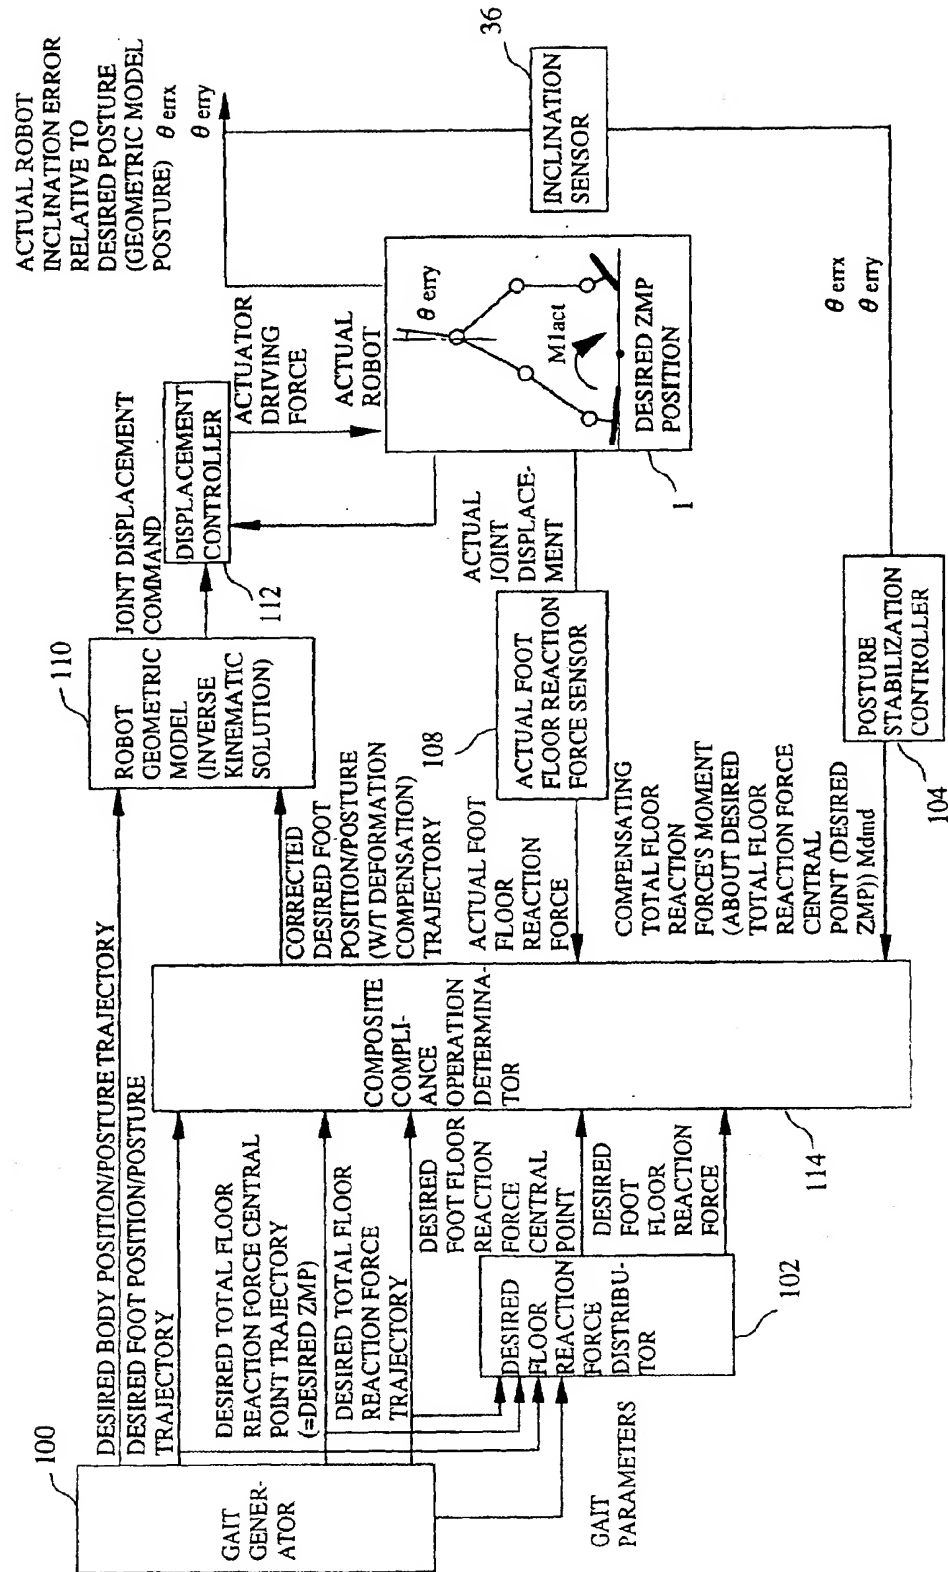 100
GAIT
GENER-
ATOR
DESIRED BODY POSITION/POSTURE TRAJECTORY
DESIRED FOOT POSITION/POSTURE
TRAJECTORY
DESIRED TOTAL FLOOR
REACTION FORCE CENTRAL
POINT TRAJECTORY
(=DESIRED ZMP)
DESIRED TOTAL FLOOR
REACTION FORCE
TRAJECTORY
GAIT
PARAMETERS
DESIRED
FLOOR
REACTION
FORCE
DISTRIBU-
TOR
102
DESIRED
FOOT FLOOR
REACTION
FORCE
CENTRAL
POINT
DESIRED
FOOT
FLOOR
REACTION
FORCE
COMPOSITE
COMPLI-
ANCE
OPERATION
DETERMINA-
TOR
114
CORRECTED
DESIRED FOOT
POSITION/POSTURE
(W/T DEFORMATION
COMPENSATION)
TRAJECTORY
ACTUAL FOOT
FLOOR
REACTION
FORCE
COMPENSATING
TOTAL FLOOR
REACTION
FORCE'S MOMENT
(ABOUT DESIRED
TOTAL FLOOR
REACTION FORCE
CENTRAL
POINT (DESIRED
ZMP)) Mdmd
110
ROBOT
GEOMETRIC
MODEL
(INVERSE
KINEMATIC
SOLUTION)
108
ACTUAL FOOT
FLOOR REACTION
FORCE SENSOR
104
POSTURE
STABILIZATION
CONTROLLER
JOINT DISPLACEMENT
COMMAND
DISPLACEMENT
CONTROLLER
112
ACTUAL
JOINT
DISPLACE-
MENT
ACTUATOR
DRIVING
FORCE
ACTUAL
ROBOT
θ erry
M1act
DESIRED ZMP
POSITION
1
ACTUAL ROBOT
INCLINATION ERROR
RELATIVE TO
DESIRED POSTURE
(GEOMETRIC MODEL
POSTURE) θ errx
θ erry
36
INCLINATION
SENSOR
θ errx
θ erry